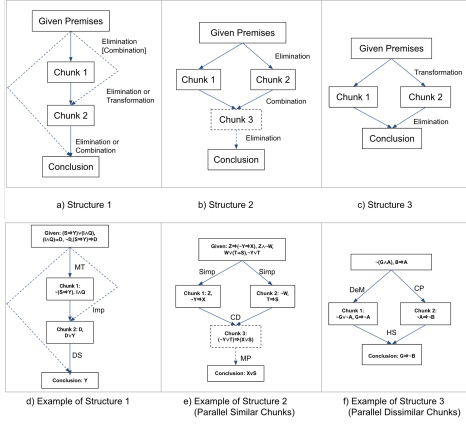 Given Premises
Elimination
[Combination]
Chunk 1
Elimination or
Transformation
Chunk 2
Elimination or
Combination
Conclusion
a) Structure 1
Given Premises
Elimination
Chunk 1
Chunk 2
Combination
Chunk 3
Elimination
Conclusion
b) Structure 2
Given Premises
Transformation
Chunk 1
Chunk 2
Elimination
Conclusion
c) Structure 3
MT
Chunk 1:
Imp
Chunk 2: D,
D∨Y
DS
Conclusion: Y
d) Example of Structure 1
Simp
Simp
Chunk 1: Z,
¬Y⇒X
Chunk 2: ¬W,
T⇒S
CD
Chunk 3:
(¬Y∨T)⇒(X∨S)
MP
Conclusion: X∨S
e) Example of Structure 2
(Parallel Similar Chunks)
¬(G∧A), B⇒A
DeM
CP
Chunk 1:
¬G∨¬A, G⇒¬A
Chunk 2:
¬A⇒¬B
HS
Conclusion: G⇒¬B
f) Example of Structure 3
(Parallel Dissimilar Chunks)